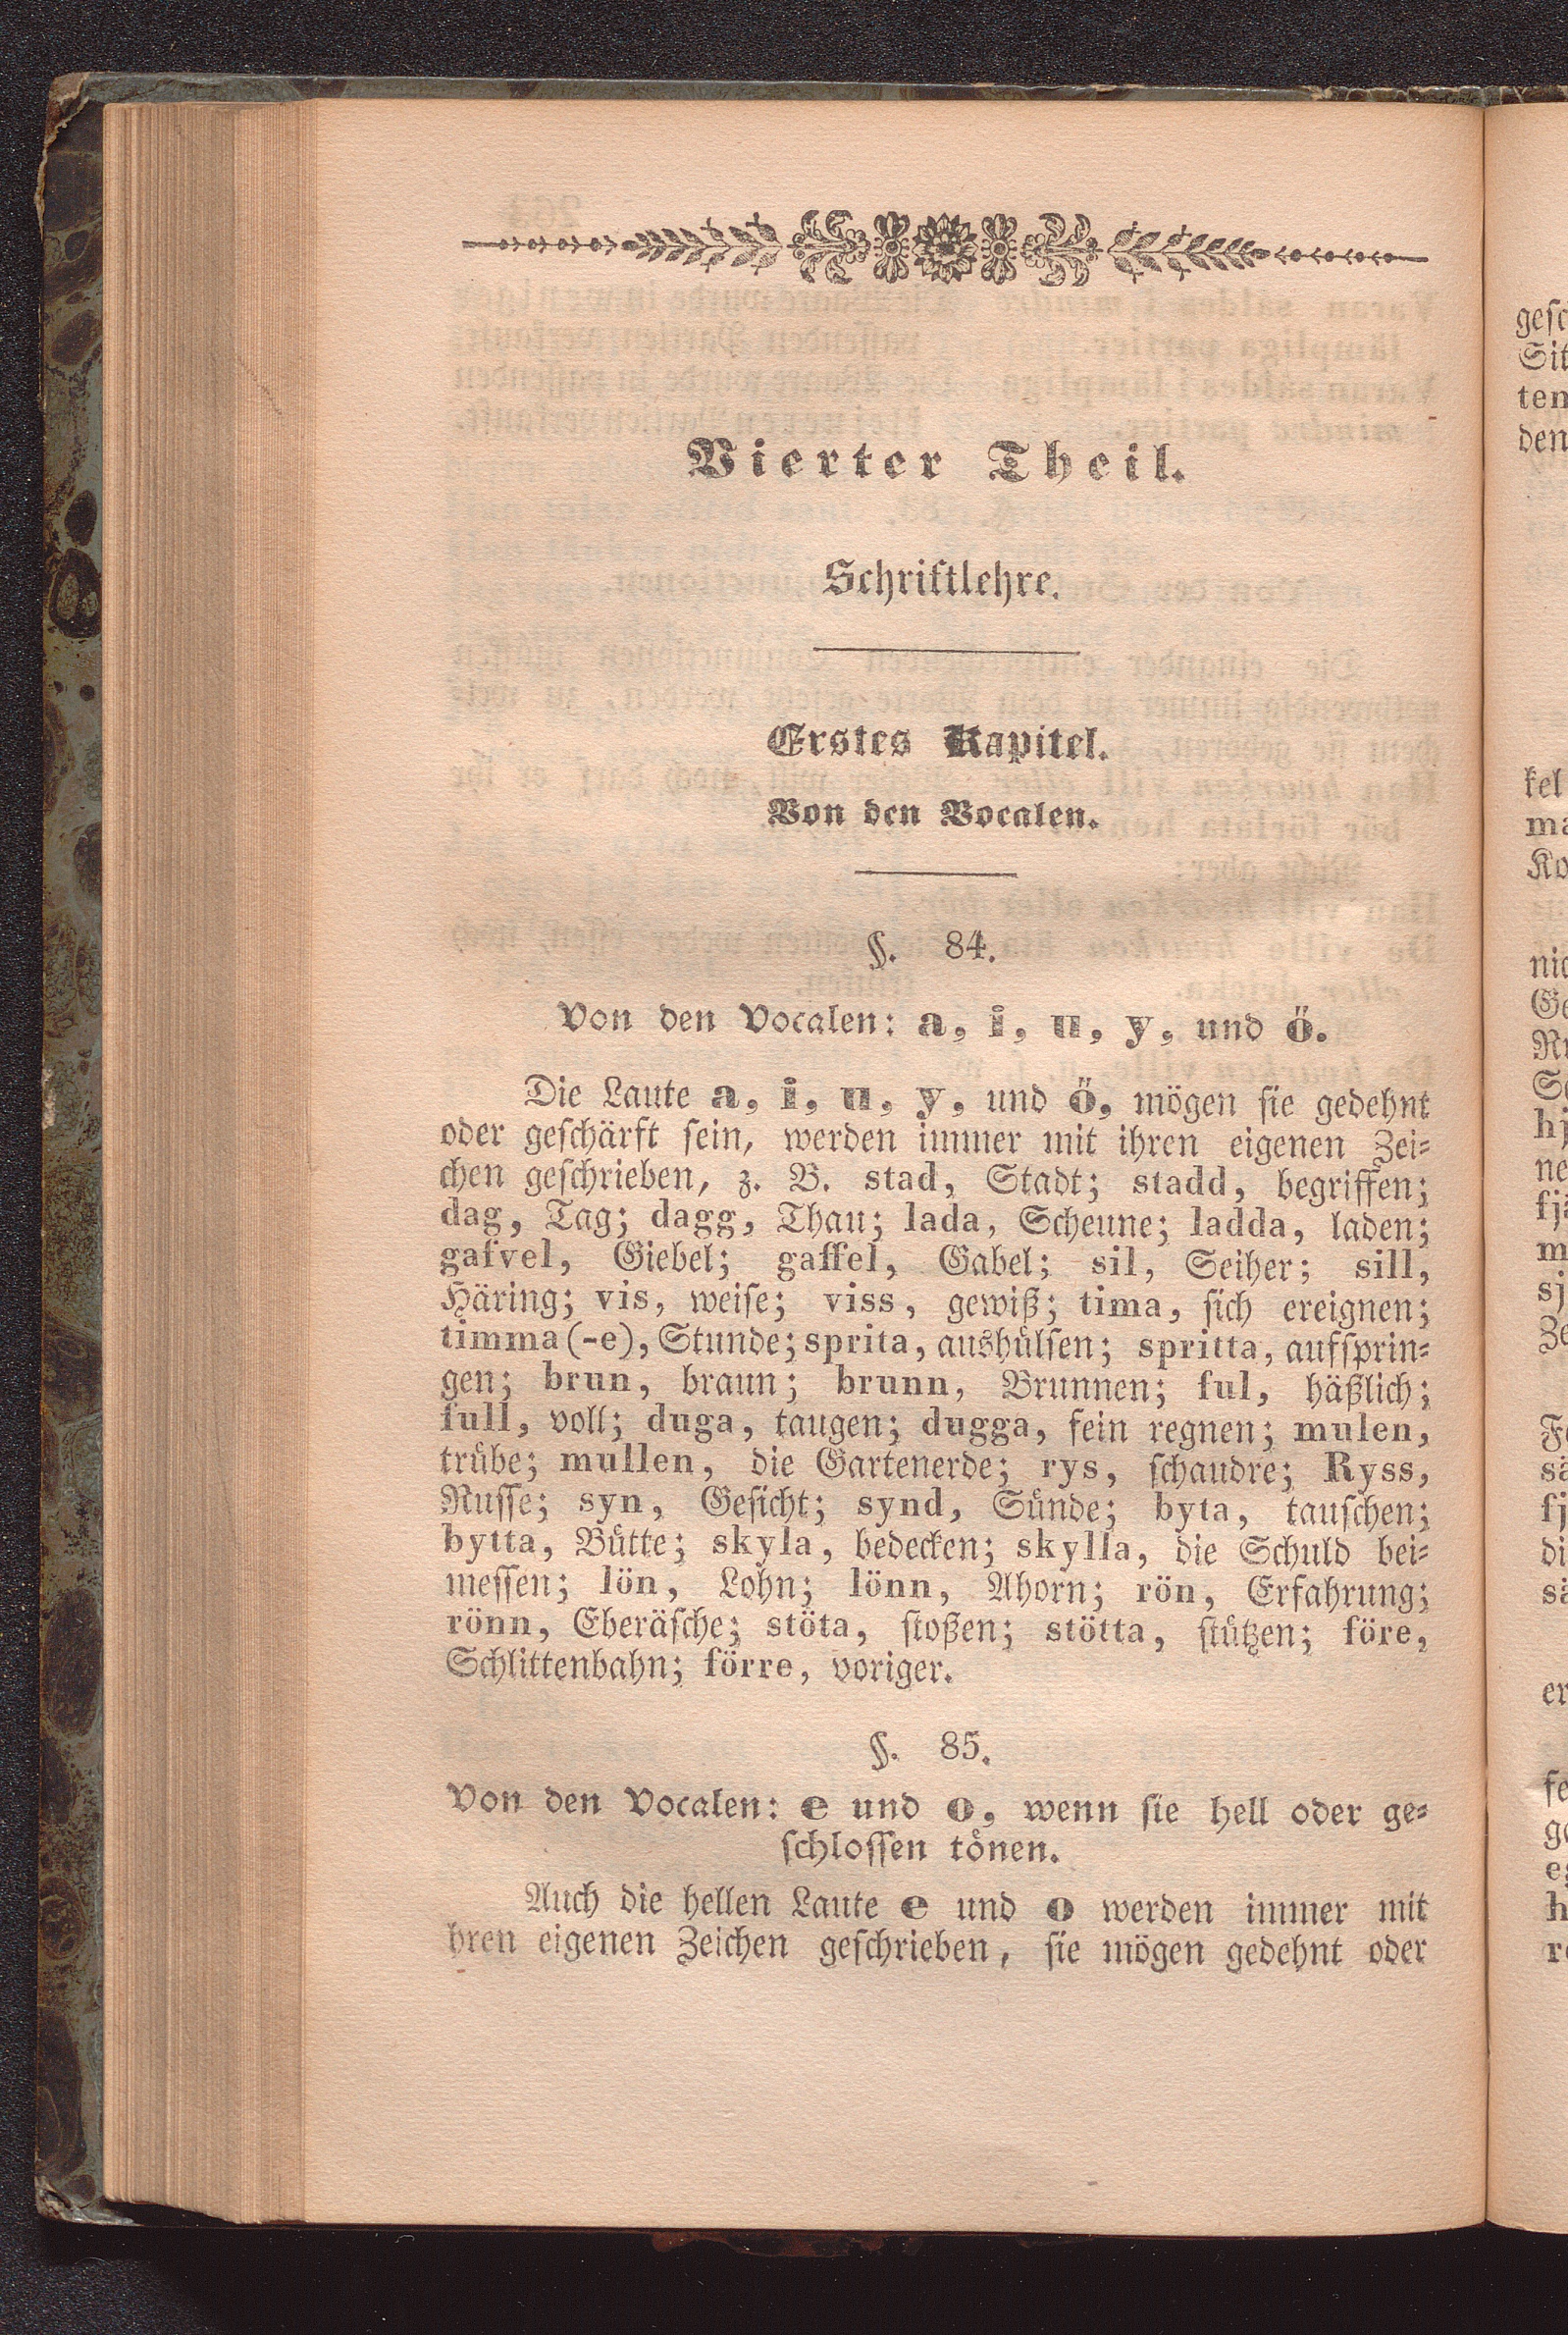 Vierter Theil.
Schriftlehre.
Erstes Kapitel.
Von den Vocalen.
§. 84.
Von den Vocalen: a, i, u, y, und ö.
Die Laute a, i, u, y, und ö, mögen ſie gedehnt
oder geſchärft ſein, werden immer mit ihren eigenen Zei-
chen geſchrieben, z. B. stad, Stadt; stadd, begriffen;
dag, Tag; dagg, Thau; lada, Scheune; ladda, laden;
gafvel, Giebel; gaffel, Gabel; sil, Seiher; sill,
Häring; vis, weiſe; viss, gewiß; tima, ſich ereignen;
timma (-e), Stunde; sprita, aushülſen; spritta, aufſprin-
gen; brun, braun; brunn, Brunnen; ful, häßlich;
full, voll; duga, taugen; dugga, fein regnen; mulen,
trübe; mullen, die Gartenerde; rys, ſchaudre; Ryss,
Ruſſe; syn, Geſicht; synd, Sünde; byta, tauſchen;
bytta, Bütte; skyla, bedecken; skylla, die Schuld bei-
meſſen; lön, Lohn; lönn, Ahorn; rön, Erfahrung;
rönn, Eberäſche; stöta, ſtoßen; stötta, ſtützen; före,
Schlittenbahn; förre, voriger.
§. 85.
Von den Vocalen: e und o, wenn ſie hell oder ge-
ſchloſſen tönen.
Auch die hellen Laute e und o werden immer mit
hren eigenen Zeichen geſchrieben, ſie mögen gedehnt oder